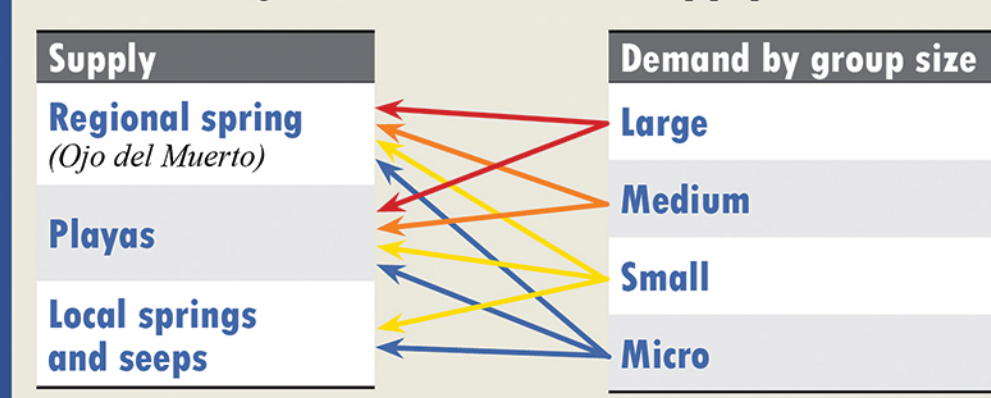 Supply
Regional spring
(Ojo del Muerto)
Playas
Local springs
and seeps
Demand by group size
Large
Medium
Small
Micro